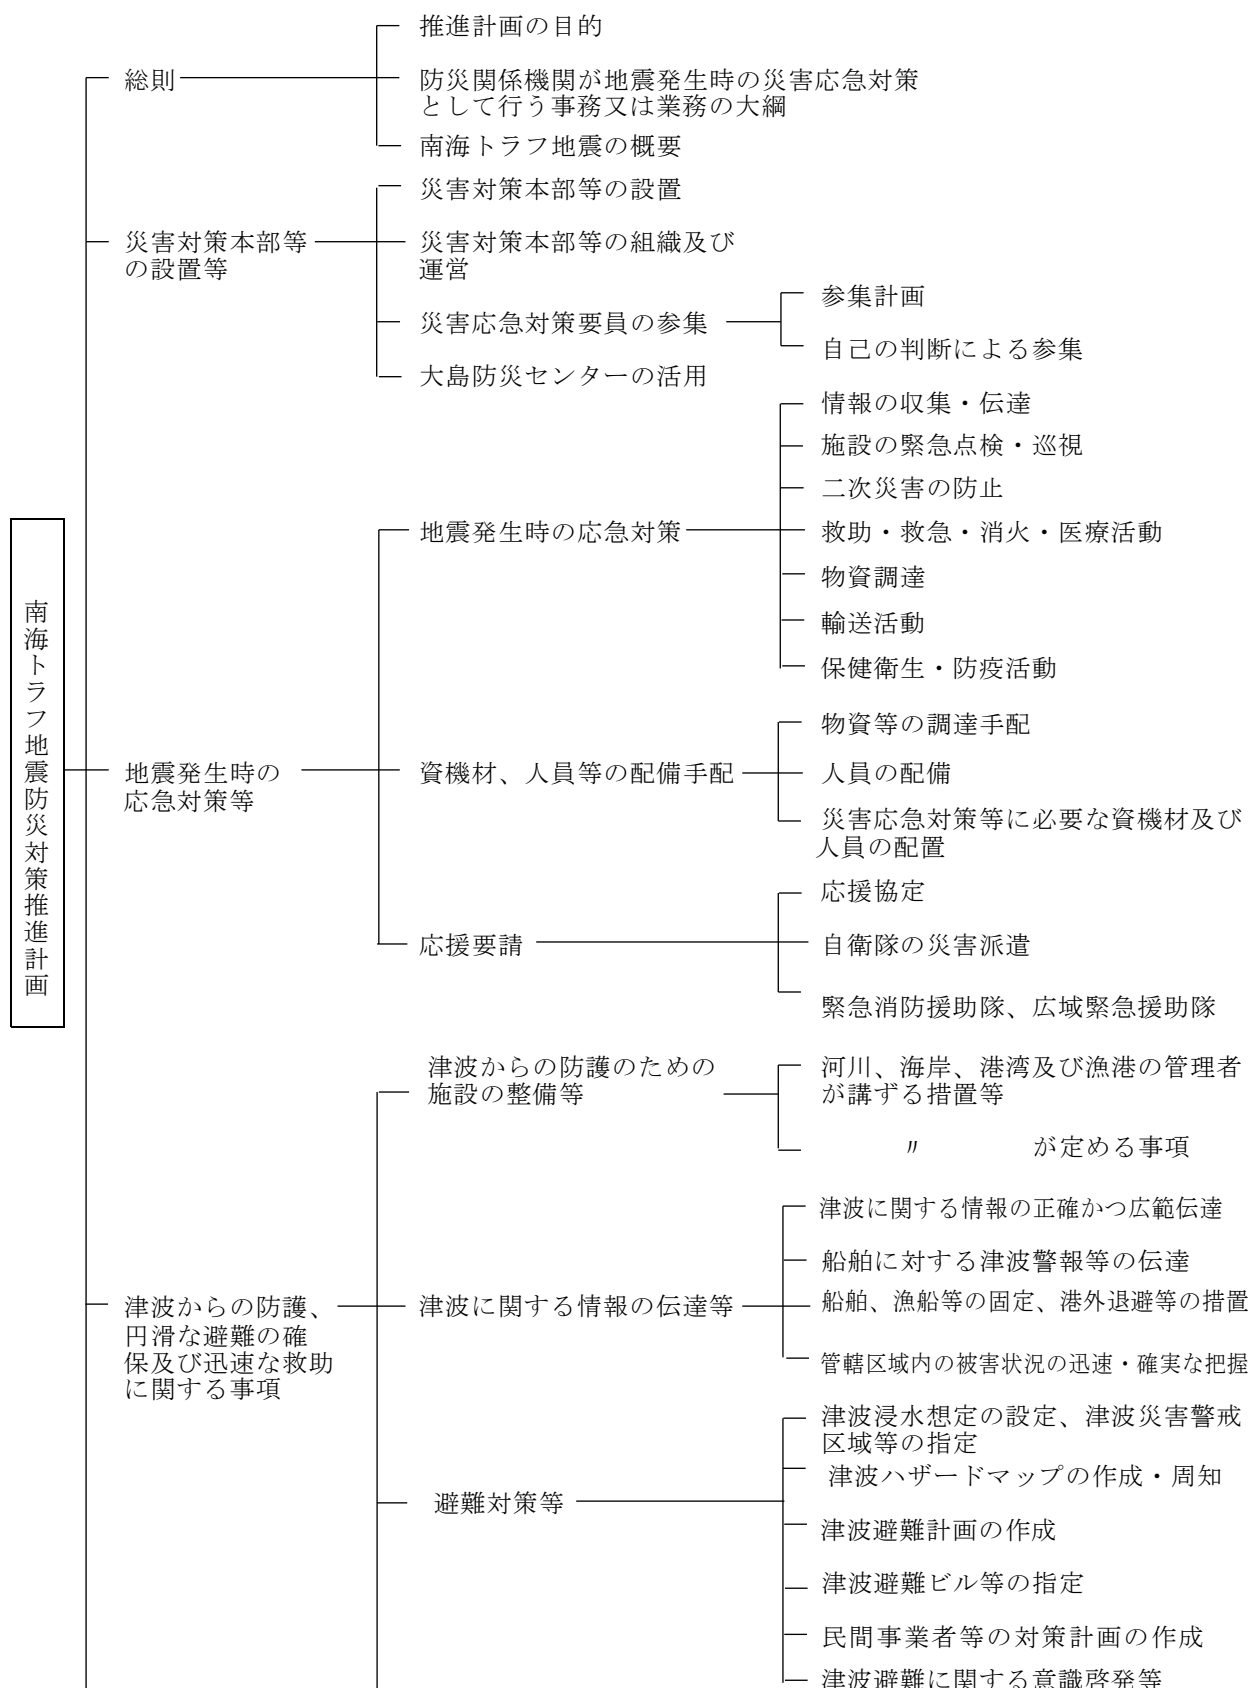 南海トラフ地震防災対策推進計画
総則
推進計画の目的
防災関係機関が地震発生時の災害応急対策
として行う事務又は業務の大綱
南海トラフ地震の概要
災害対策本部等
の設置等
災害対策本部等の設置
災害対策本部等の組織及び
運営
災害応急対策要員の参集
参集計画
自己の判断による参集
大島防災センターの活用
地震発生時の
応急対策等
地震発生時の応急対策
情報の収集・伝達
施設の緊急点検・巡視
二次災害の防止
救助・救急・消火・医療活動
物資調達
輸送活動
保健衛生・防疫活動
資機材、人員等の配備手配
物資等の調達手配
人員の配備
災害応急対策等に必要な資機材及び
人員の配置
応援要請
応援協定
自衛隊の災害派遣
緊急消防援助隊、広域緊急援助隊
津波からの防護、
円滑な避難の確
保及び迅速な救助
に関する事項
津波からの防護のための
施設の整備等
河川、海岸、港湾及び漁港の管理者
が講ずる措置等
〃 が定める事項
津波に関する情報の伝達等
津波に関する情報の正確かつ広範伝達
船舶に対する津波警報等の伝達
船舶、漁船等の固定、港外退避等の措置
管轄区域内の被害状況の迅速・確実な把握
避難対策等
津波浸水想定の設定、津波災害警戒
区域等の指定
津波ハザードマップの作成・周知
津波避難計画の作成
津波避難ビル等の指定
民間事業者等の対策計画の作成
津波避難に関する意識啓発等